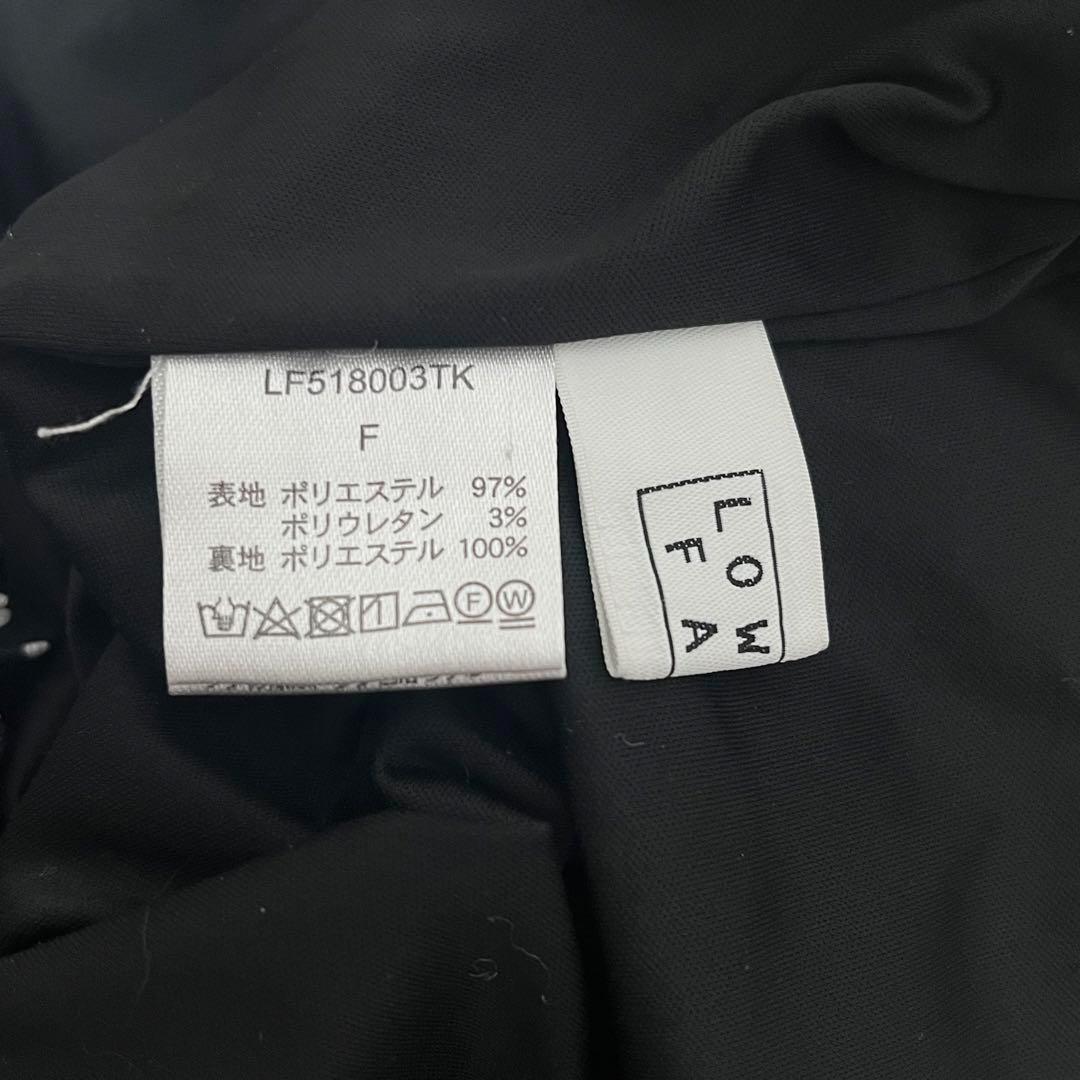 LF518003TK
F
表地 ポリエステル 97%
ポリウレタン 3%
裏地 ポリエステル 100%
F W
LOW
FA